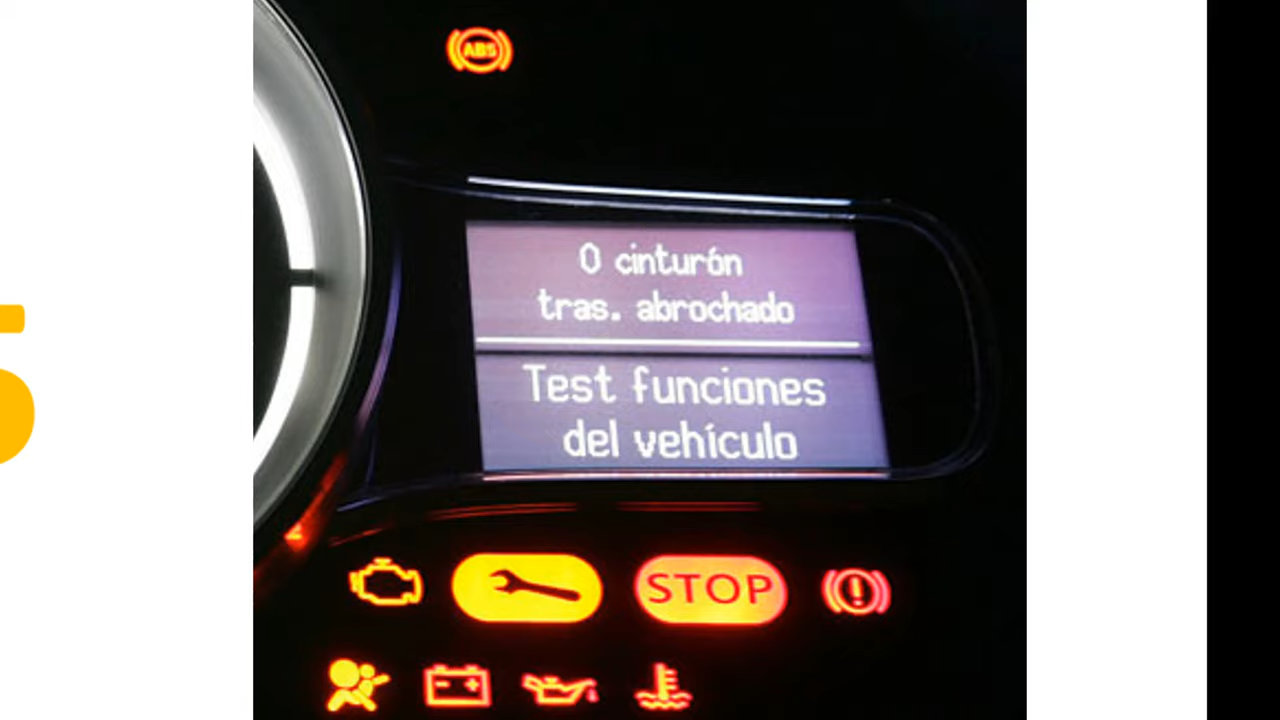 ABS
0 cinturón
tras. abrochado
Test funciones
del vehículo
STOP